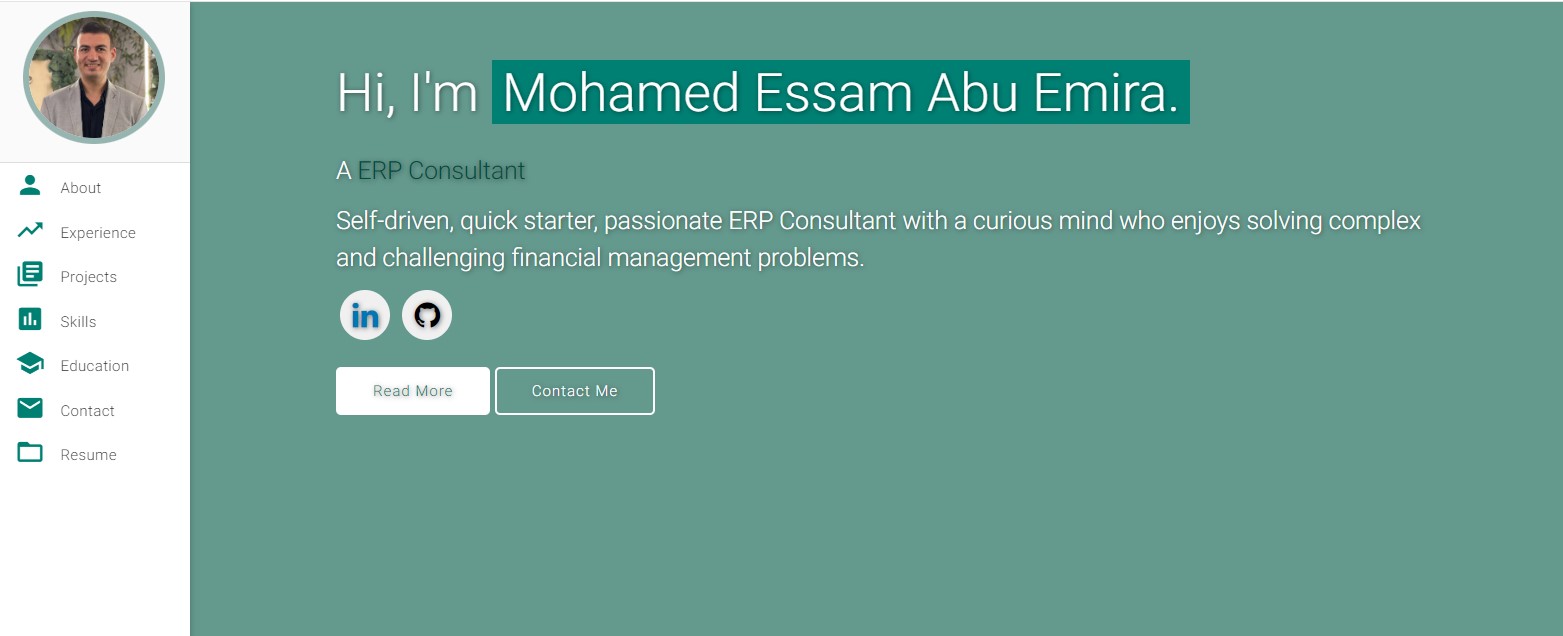 About
Experience
Projects
Skills
Education
Contact
Resume
Hi, I'm Mohamed Essam Abu Emira.
A ERP Consultant
Self-driven, quick starter, passionate ERP Consultant with a curious mind who enjoys solving complex
and challenging financial management problems.
in
Read More
Contact Me